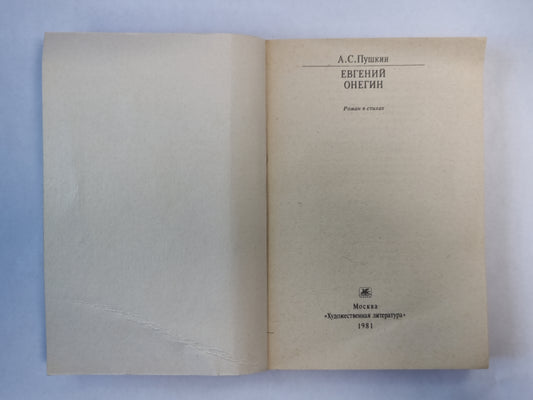 А.С.Пушкин
ЕВГЕНИЙ
ОНЕГИН
Роман в стихах
Москва
«Художественная литература»
1981